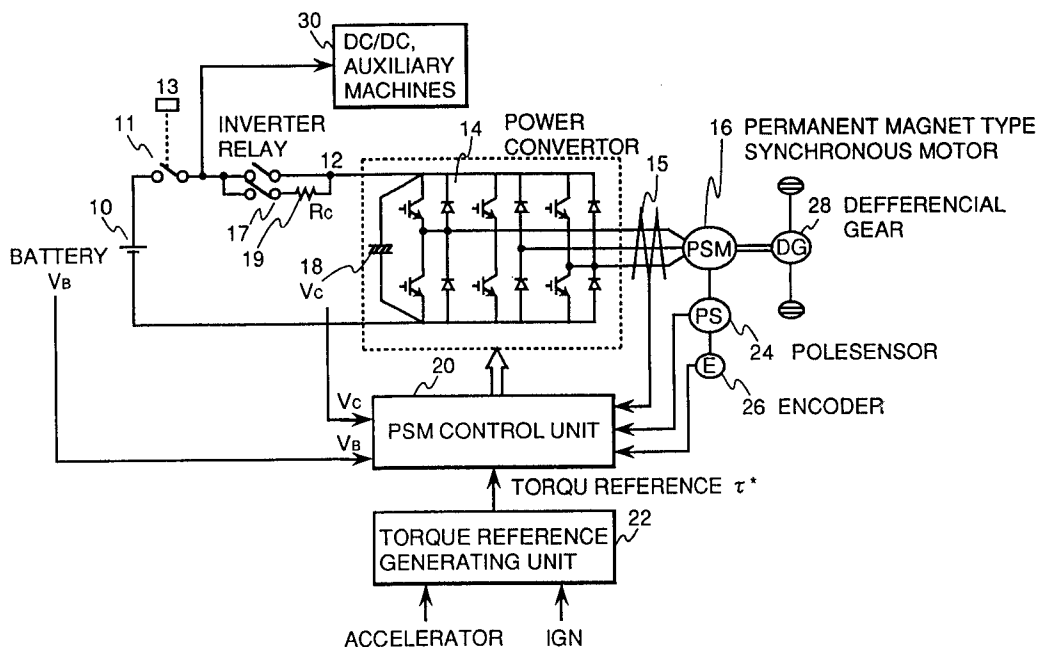 30
DC/DC,
AUXILIARY
MACHINES
13
11
INVERTER
RELAY
12
14
POWER
CONVERTOR
16 PERMANENT MAGNET TYPE
SYNCHRONOUS MOTOR
15
10
17
19
Rc
BATTERY
VB
18
Vc
PSM
DG
28 DEFFERENCIAL
GEAR
PS
24 POLESENSOR
E
26 ENCODER
20
Vc
VB
PSM CONTROL UNIT
TORQU REFERENCE τ*
22
TORQUE REFERENCE
GENERATING UNIT
ACCELERATOR
IGN